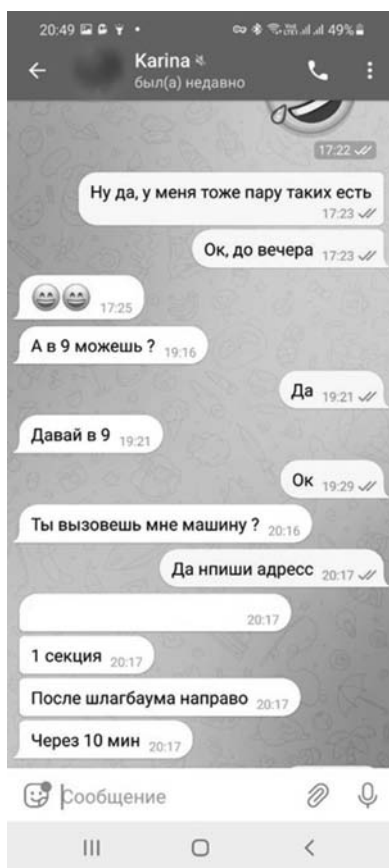 20:49
49%
Karina
был(а) недавно
17:22
Ну да, у меня тоже пару таких есть
17:23
Ок, до вечера 17:23
17:25
А в 9 можешь ? 19:16
Да 19:21
Давай в 9 19:21
Ок 19:29
Ты вызовешь мне машину ? 20:16
Да нпиши адресс 20:17
20:17
1 секция 20:17
После шлагбаума направо 20:17
Через 10 мин 20:17
Сообщение